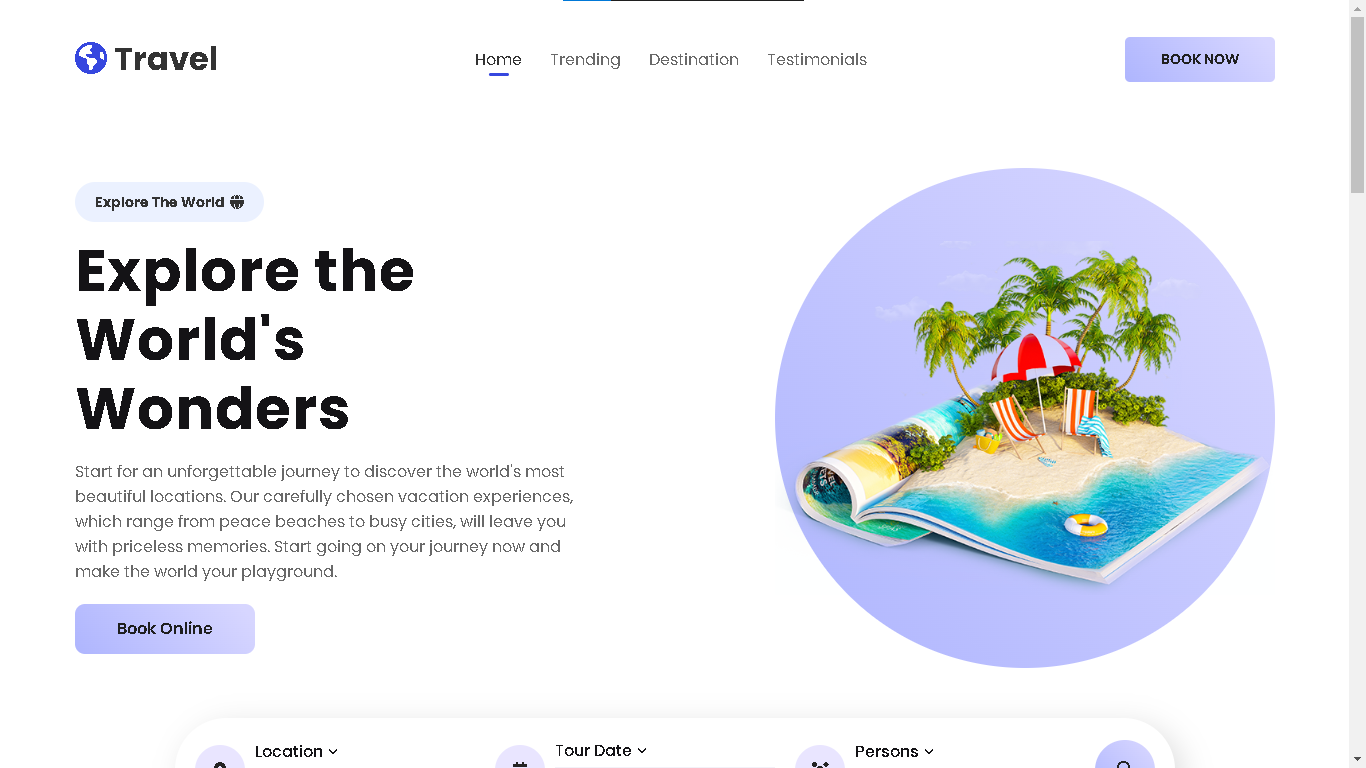 Travel
Home
Trending
Destination
Testimonials
BOOK NOW
Explore The World
Explore the
World's
Wonders
Start for an unforgettable journey to discover the world's most
beautiful locations. Our carefully chosen vacation experiences,
which range from peace beaches to busy cities, will leave you
with priceless memories. Start going on your journey now and
make the world your playground.
Book Online
Location
Tour Date
Persons